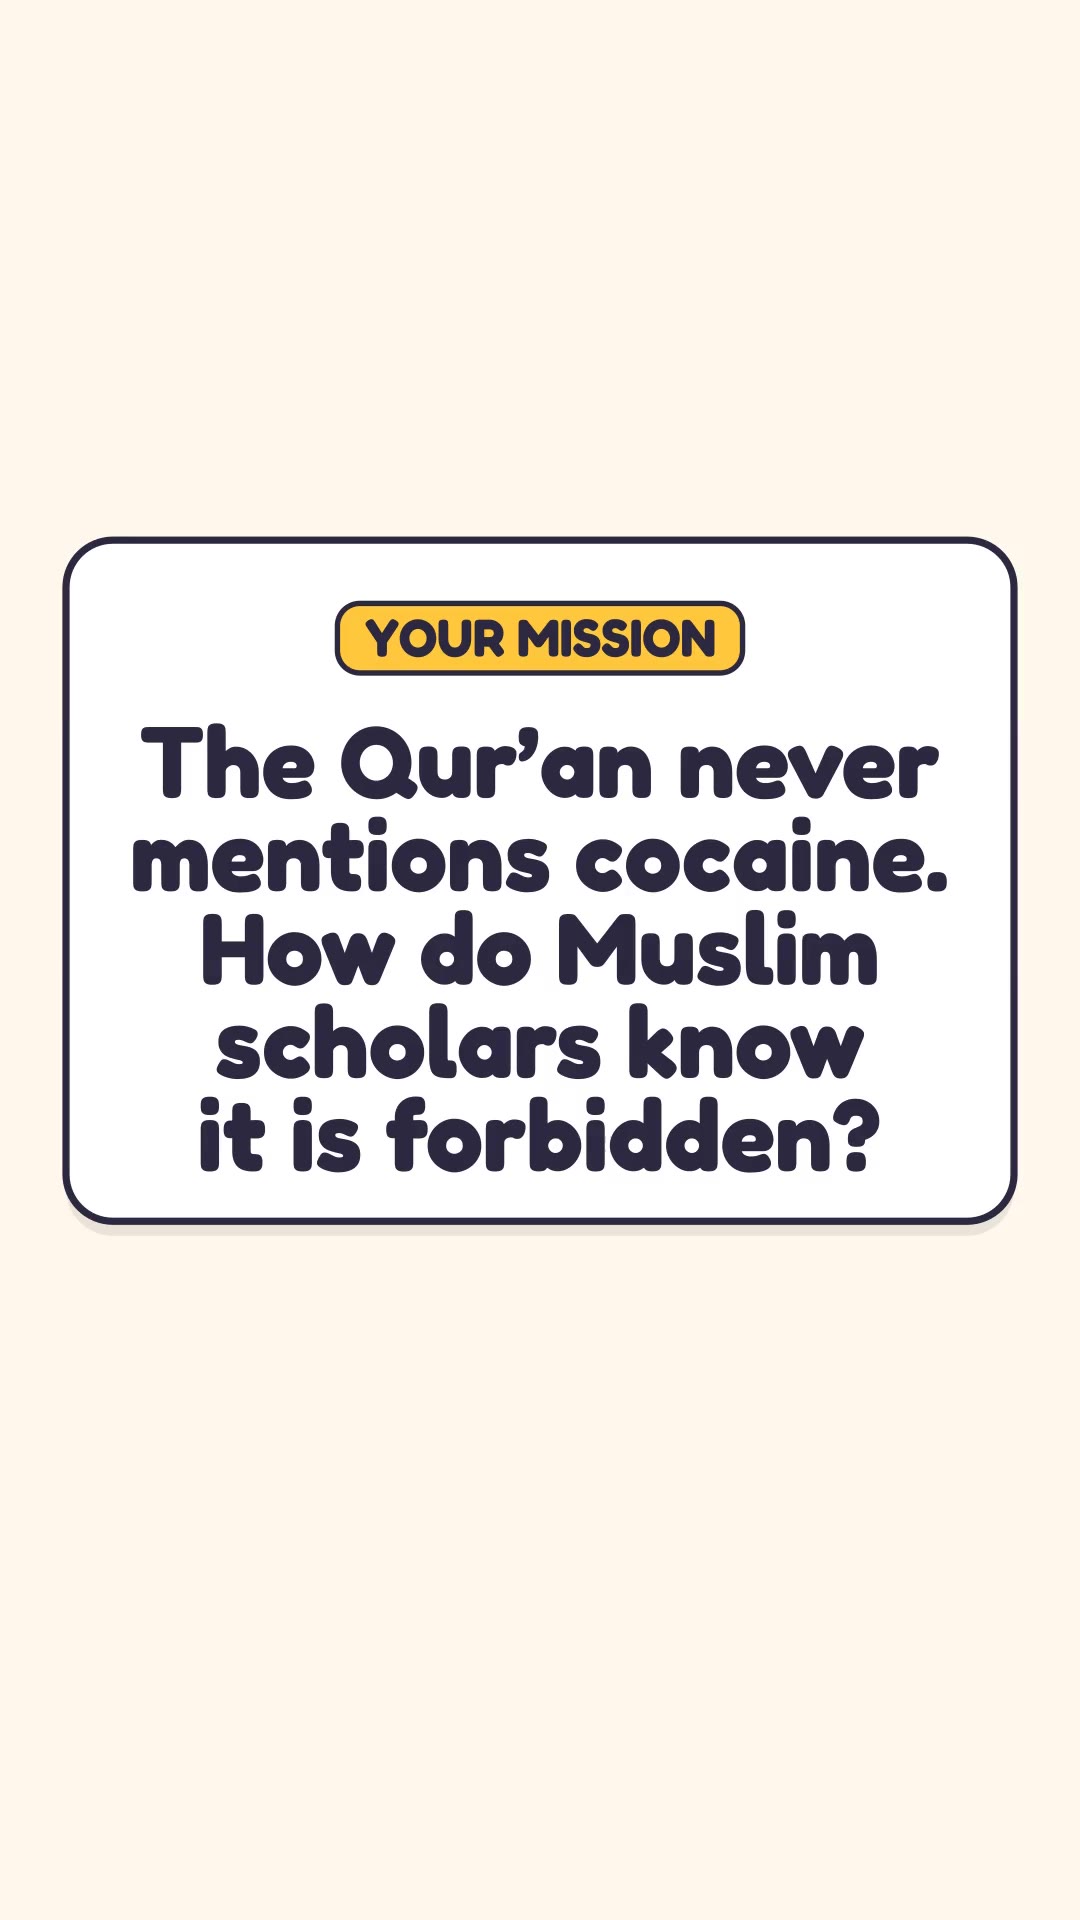 YOUR MISSION
The Qur’an never
mentions cocaine.
How do Muslim
scholars know
it is forbidden?